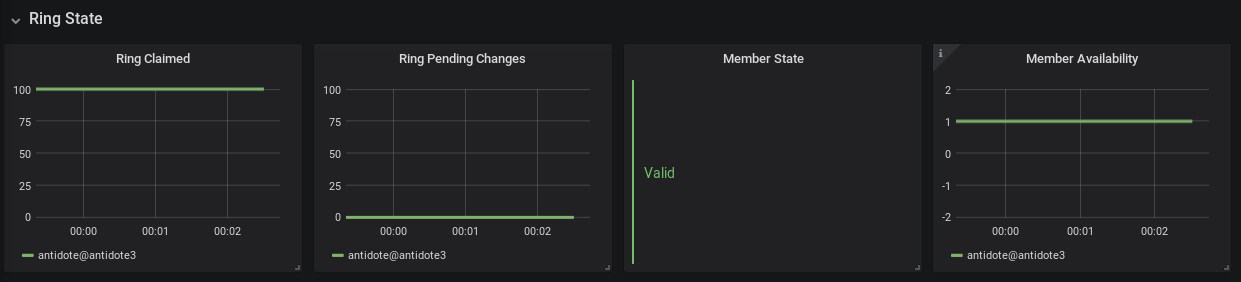 Ring State
Ring Claimed
100
75
50
25
0
00:00 00:01 00:02
antidote@antidote3
Ring Pending Changes
100
75
50
25
0
00:00 00:01 00:02
antidote@antidote3
Member State
Valid
i
Member Availability
2
1
0
-1
-2
00:00 00:01 00:02
antidote@antidote3